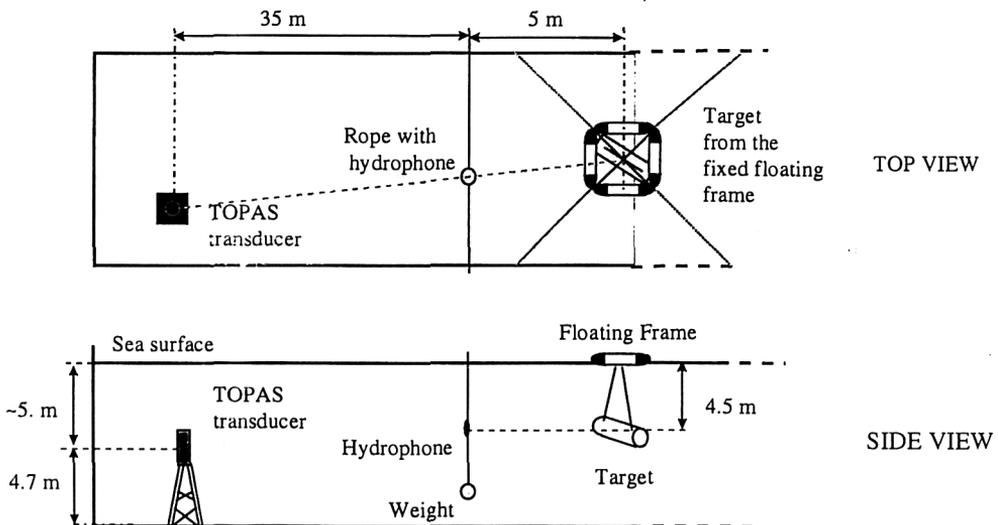 35 m
5 m
Rope with
hydrophone
Target
from the
fixed floating
frame
TOP VIEW
TOPAS
transducer
Sea surface
Floating Frame
~5. m
TOPAS
transducer
4.5 m
Hydrophone
SIDE VIEW
4.7 m
Target
Weight